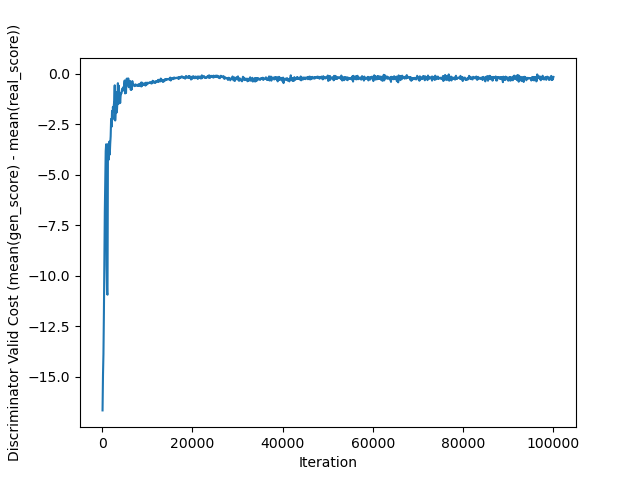 Discriminator Valid Cost (mean(gen_score) - mean(real_score))
0.0
−2.5
−5.0
−7.5
−10.0
−12.5
−15.0
0 20000 40000 60000 80000 100000
Iteration